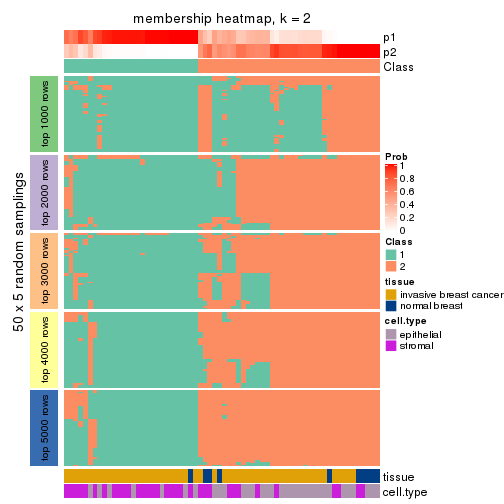 membership heatmap, k = 2
p1
p2
Class
50 x 5 random samplings
top 1000 rows
top 2000 rows
top 3000 rows
top 4000 rows
top 5000 rows
Prob
1
0.8
0.6
0.4
0.2
0
Class
1
2
tissue
invasive breast cancer
normal breast
cell.type
epithelial
stromal
tissue
cell.type